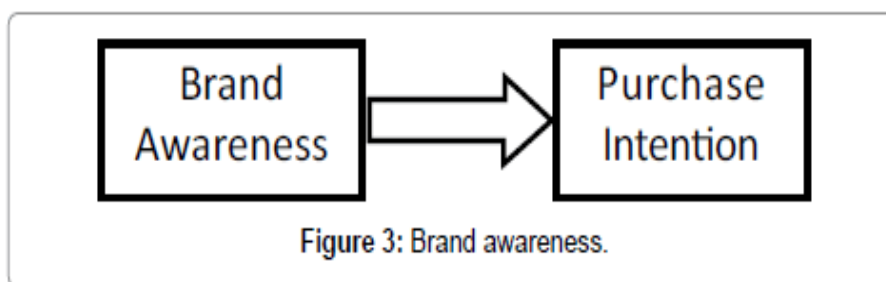 Brand
Awareness
Purchase
Intention
Figure 3: Brand awareness.